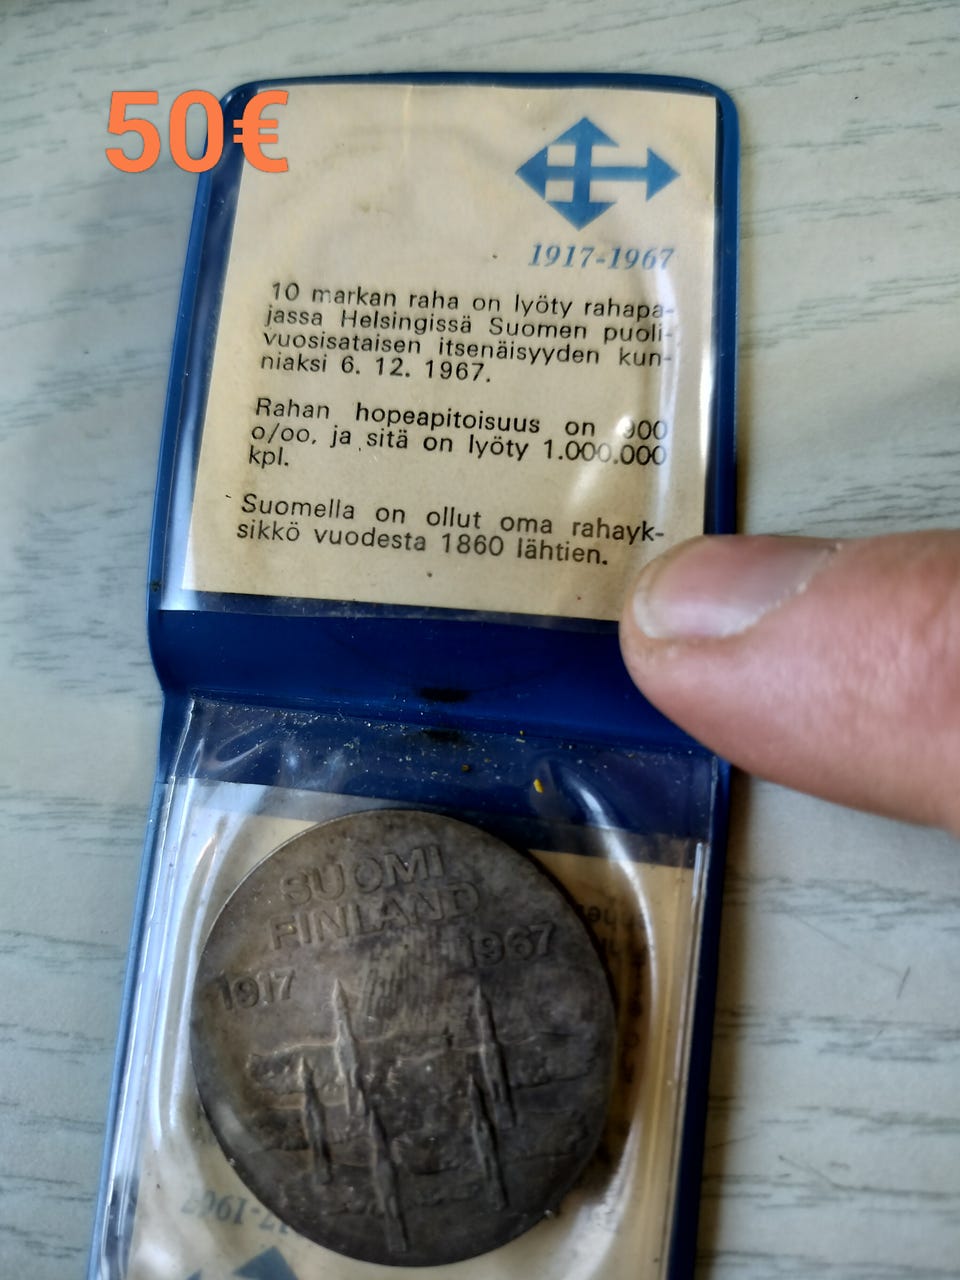 50€
1917-1967
10 markan raha on lyöty rahapa-
jassa Helsingissä Suomen puoli-
vuosisataisen itsenäisyyden kun-
niaksi 6. 12. 1967.
Rahan hopeapitoisuus on 900
o/oo, ja sitä on lyöty 1.000.000
kpl.
Suomella on ollut oma rahayk-
sikkö vuodesta 1860 lähtien.
SUOMI
FINLAND
1917 1967